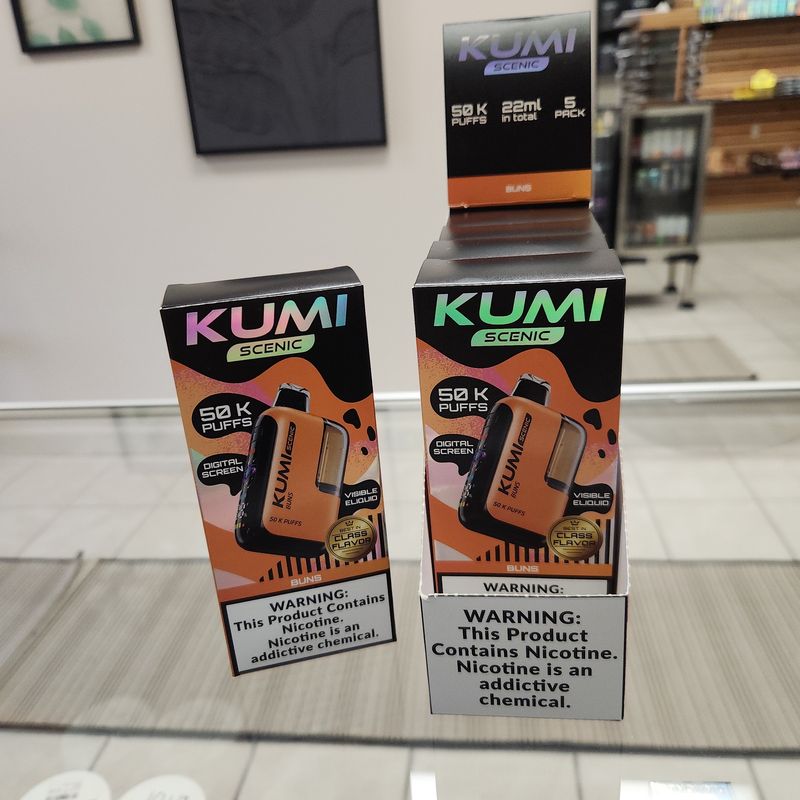 KUMI
SCENIC
50 K
PUFFS
22ml
in total
5
PACK
BUNS
KUMI
SCENIC
50 K
PUFFS
DIGITAL
SCREEN
KUMI SCENIC
BUNS
50 K PUFFS
VISIBLE
ELIQUID
BEST IN
CLASS
FLAVOR
BUNS
WARNING:
This Product Contains
Nicotine.
Nicotine is an
addictive chemical.
KUMI
SCENIC
50 K
PUFFS
DIGITAL
SCREEN
KUMI SCENIC
BUNS
50 K PUFFS
VISIBLE
ELIQUID
BEST IN
CLASS
FLAVOR
BUNS
WARNING:
WARNING:
This Product
Contains Nicotine.
Nicotine is an
addictive
chemical.